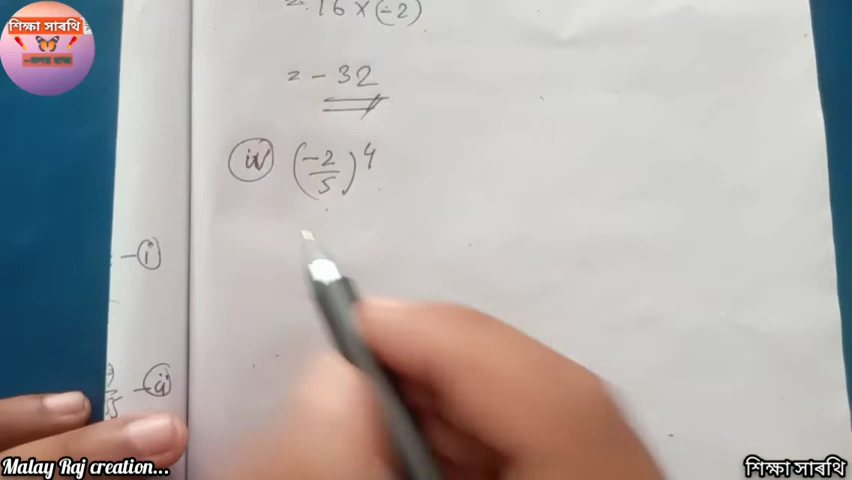 শিক্ষা সাৰথি
= 16 × (-2)
= - 32
(iv) (-2/5)^4
- (i)
- (ii)
Malay Raj creation...
শিক্ষা সাৰথি